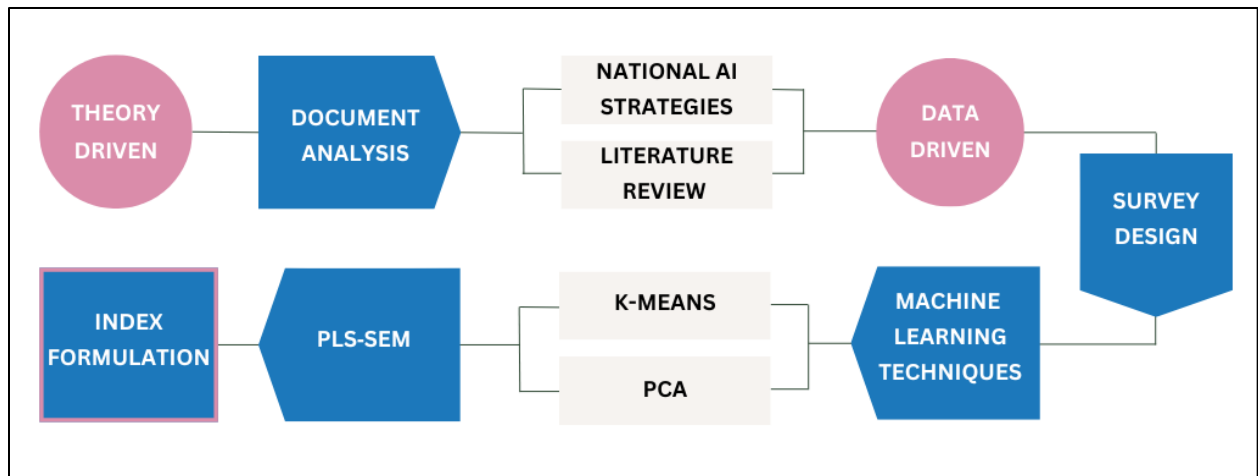 THEORY
DRIVEN
DOCUMENT
ANALYSIS
NATIONAL AI
STRATEGIES
LITERATURE
REVIEW
DATA
DRIVEN
SURVEY
DESIGN
MACHINE
LEARNING
TECHNIQUES
K-MEANS
PCA
PLS-SEM
INDEX
FORMULATION